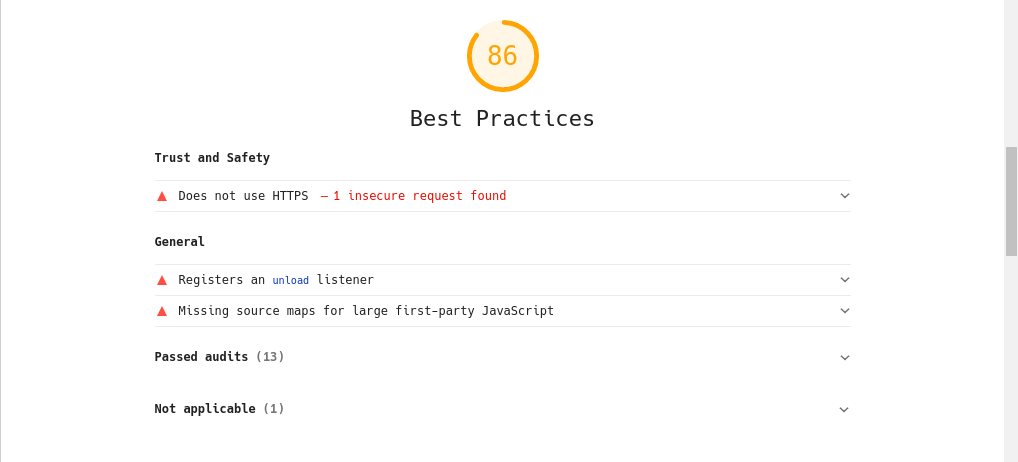 86
Best Practices
Trust and Safety
Does not use HTTPS — 1 insecure request found
General
Registers an unload listener
Missing source maps for large first-party JavaScript
Passed audits (13)
Not applicable (1)